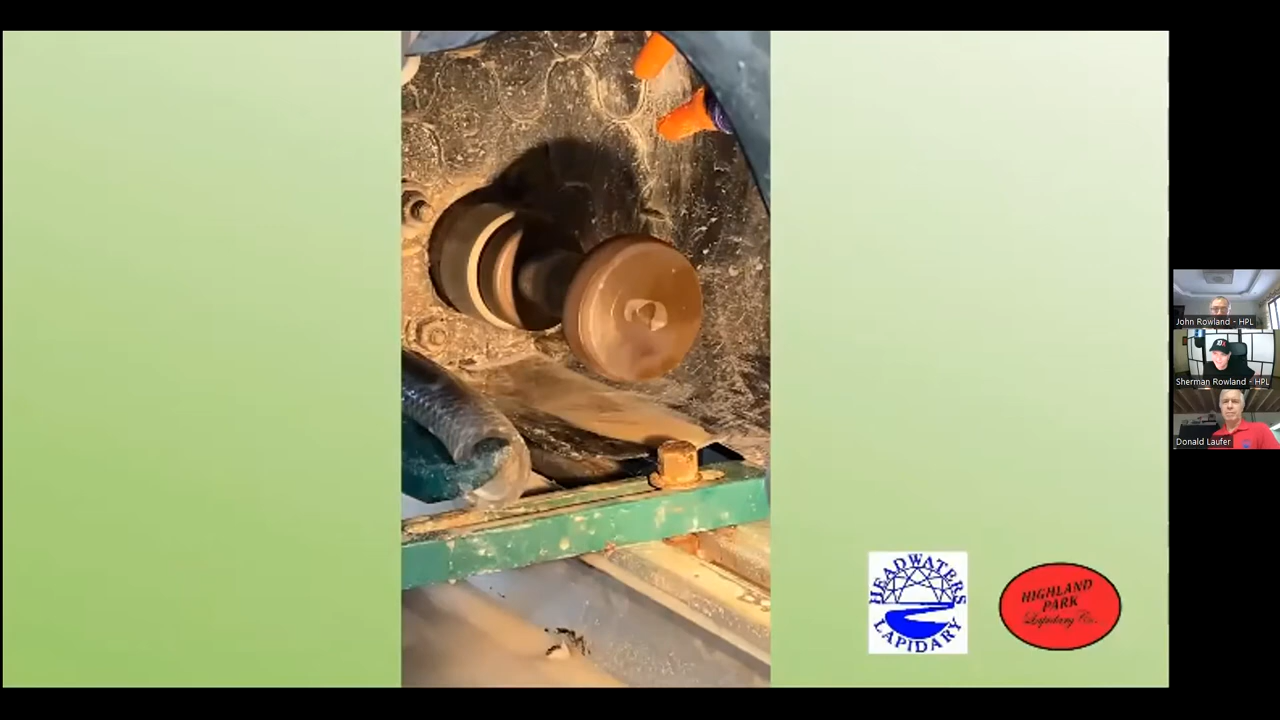 HEADWATERS
LAPIDARY
HIGHLAND
PARK
Lapidary Co.
John Rowland - HPL
Sherman Rowland - HPL
Donald Laufer